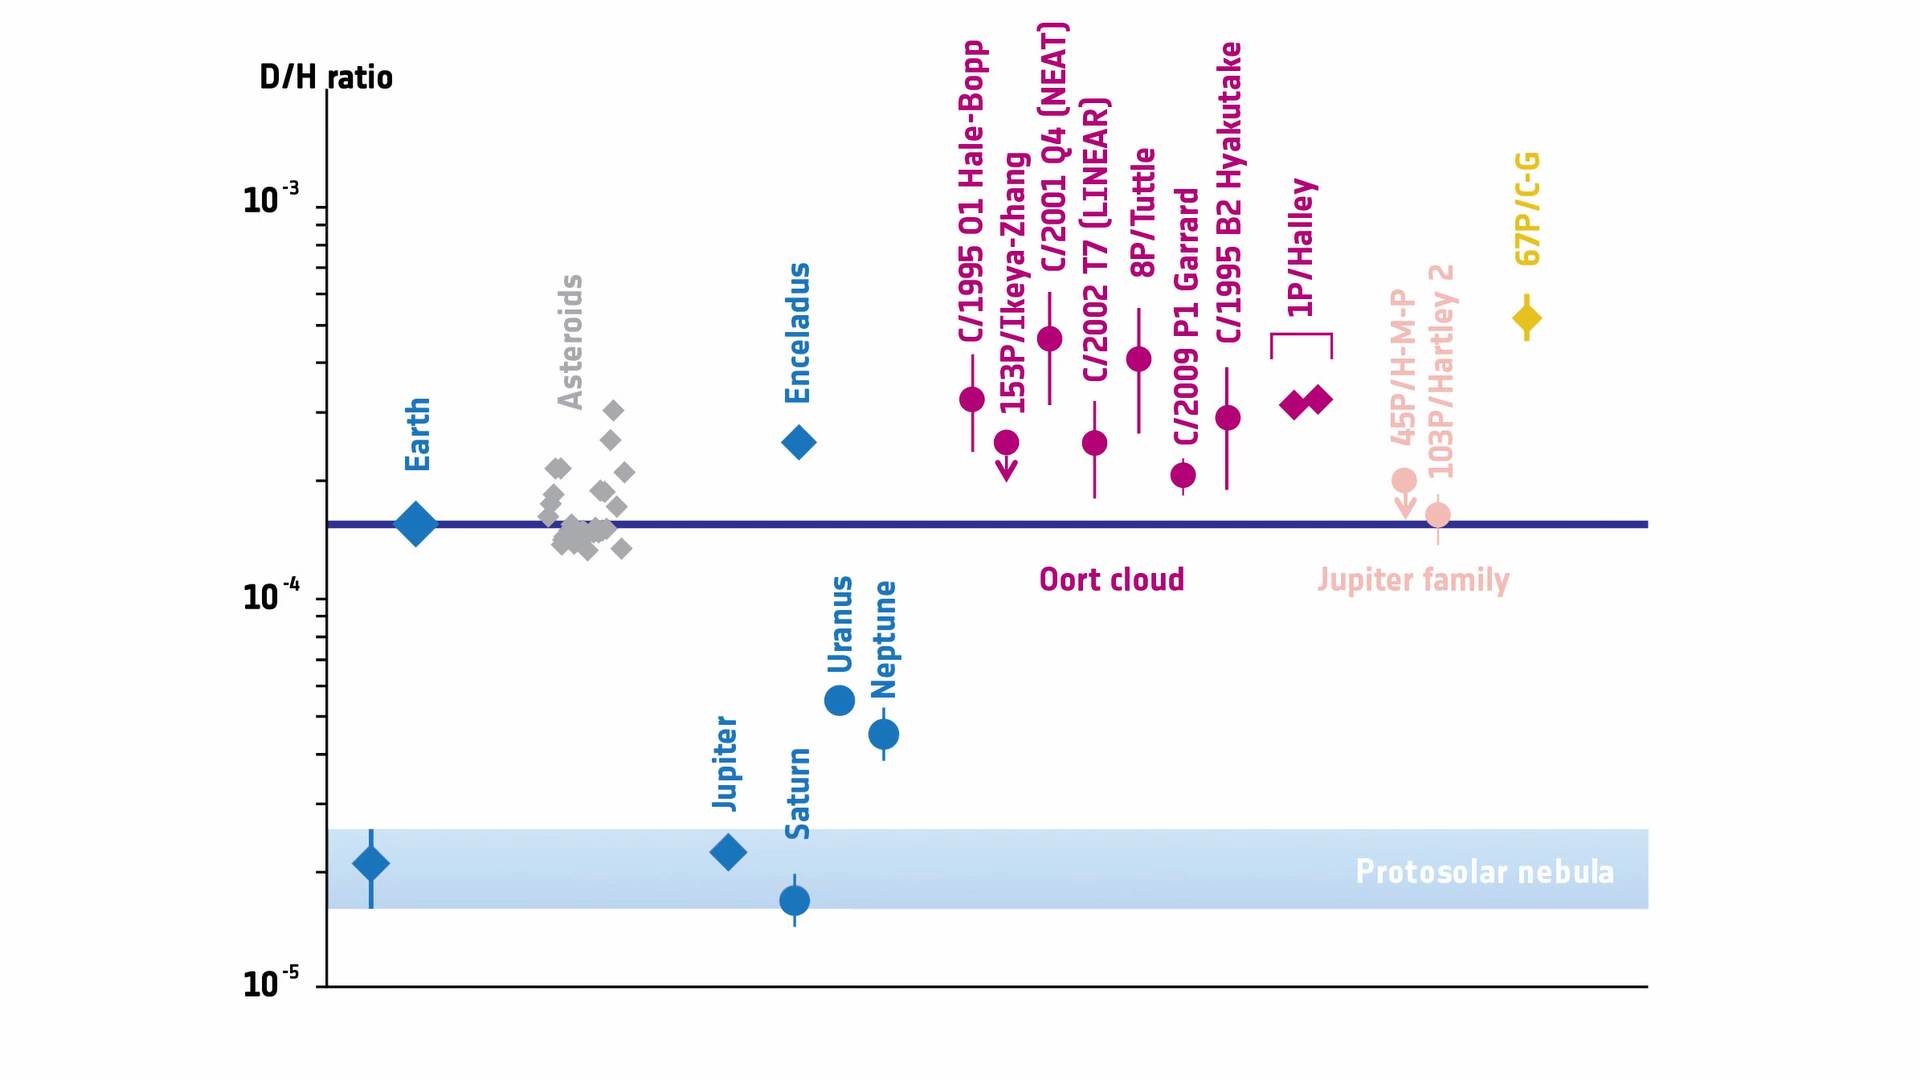 D/H ratio
10-3
10-4
10-5
Earth
Asteroids
Jupiter
Saturn
Enceladus
Uranus
Neptune
C/1995 O1 Hale-Bopp
153P/Ikeya-Zhang
C/2001 Q4 (NEAT)
C/2002 T7 (LINEAR)
8P/Tuttle
C/2009 P1 Garrard
C/1995 B2 Hyakutake
1P/Halley
45P/H-M-P
103P/Hartley 2
67P/C-G
Oort cloud
Jupiter family
Protosolar nebula